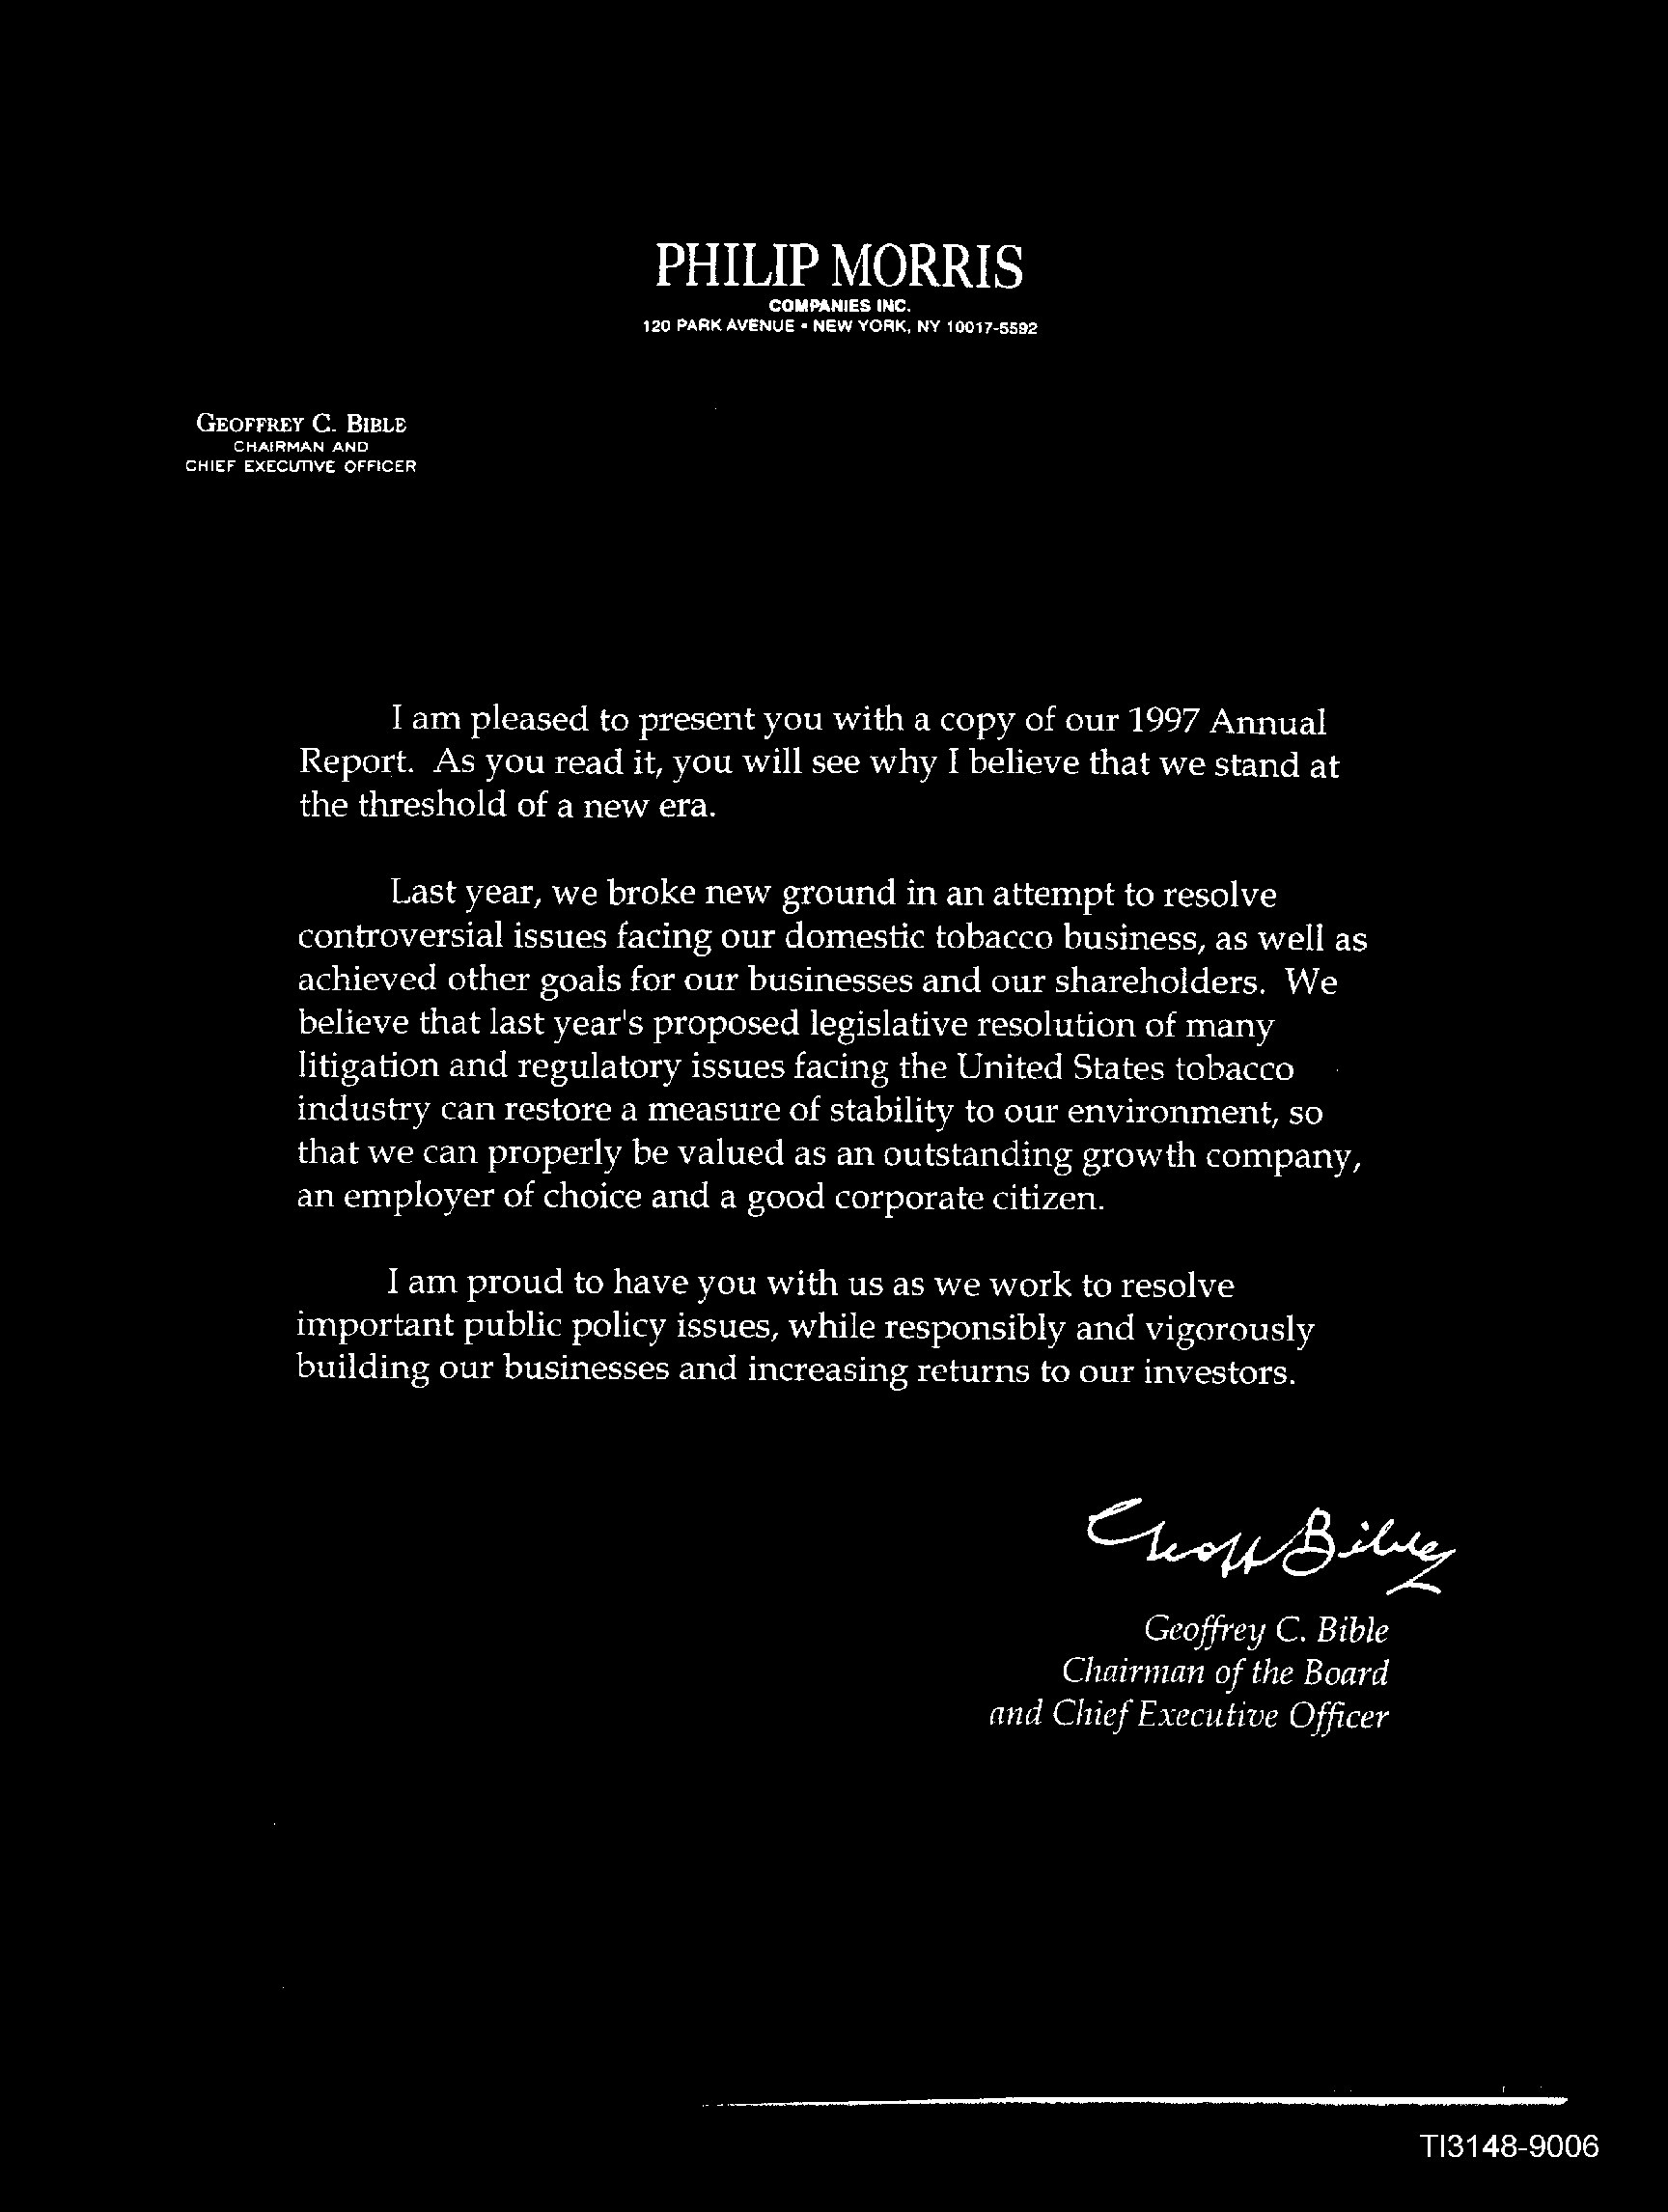 PHILIP MORRIS
COMPANIES INC.
120 PARK AVENUE • NEW YORK, NY 10017-5592
GEOFFREY C. BIBLE
CHAIRMAN AND
CHIEF EXECUTIVE OFFICER
I am pleased to present you with a copy of our 1997 Annual
Report. As you read it, you will see why I believe that we stand at
the threshold of a new era.
Last year, we broke new ground in an attempt to resolve
controversial issues facing our domestic tobacco business, as well as
achieved other goals for our businesses and our shareholders. We
believe that last year's proposed legislative resolution of many
litigation and regulatory issues facing the United States tobacco
industry can restore a measure of stability to our environment, so
that we can properly be valued as an outstanding growth company,
an employer of choice and a good corporate citizen.
I am proud to have you with us as we work to resolve
important public policy issues, while responsibly and vigorously
building our businesses and increasing returns to our investors.
Geoff Bible
Geoffrey C. Bible
Chairman of the Board
and Chief Executive Officer
TI3148-9006